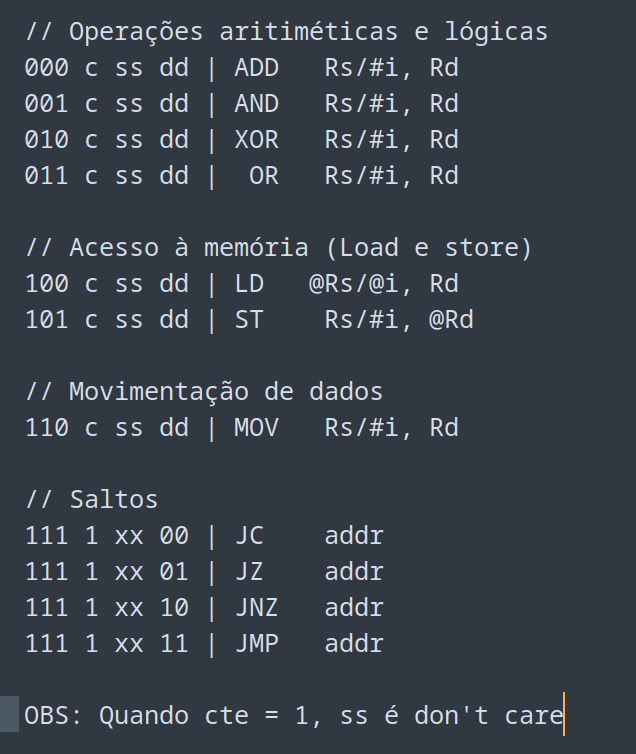 // Operações aritiméticas e lógicas
000 c ss dd | ADD   Rs/#i, Rd
001 c ss dd | AND   Rs/#i, Rd
010 c ss dd | XOR   Rs/#i, Rd
011 c ss dd |  OR   Rs/#i, Rd

// Acesso à memória (Load e store)
100 c ss dd | LD   @Rs/@i, Rd
101 c ss dd | ST    Rs/#i, @Rd

// Movimentação de dados
110 c ss dd | MOV   Rs/#i, Rd

// Saltos
111 1 xx 00 | JC    addr
111 1 xx 01 | JZ    addr
111 1 xx 10 | JNZ   addr
111 1 xx 11 | JMP   addr

OBS: Quando cte = 1, ss é don't care